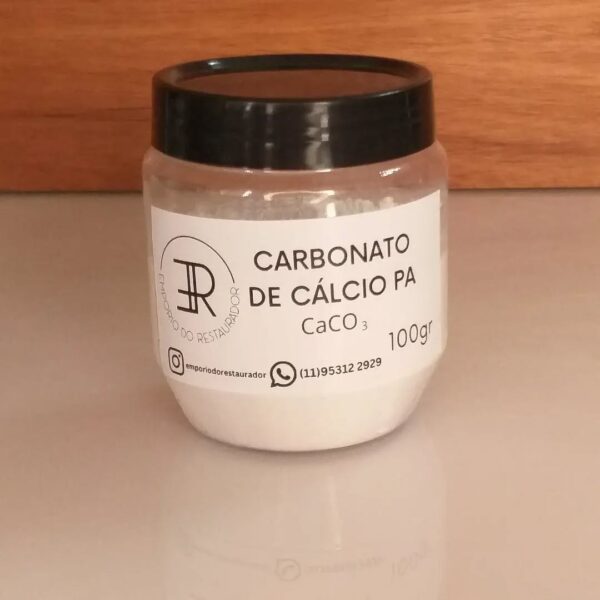 CARBONATO
DE CÁLCIO PA
CaCO₃
100gr
ER
EMPORIO DO RESTAURADOR
emporiodorestaurador (11)95312 2929